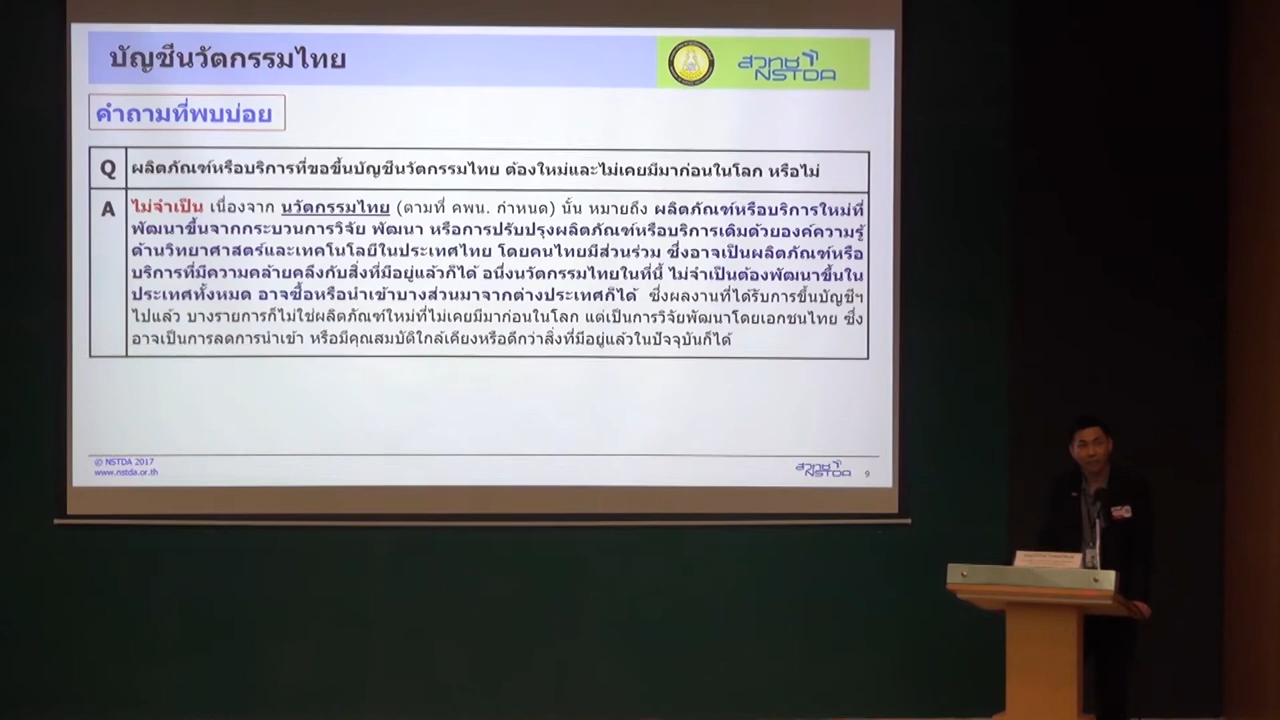 บัญชีนวัตกรรมไทย
สวทช
NSTDA
คำถามที่พบบ่อย
Q ผลิตภัณฑ์หรือบริการที่ขอขึ้นบัญชีนวัตกรรมไทย ต้องใหม่และไม่เคยมีมาก่อนในโลก หรือไม่
A ไม่จำเป็น เนื่องจาก นวัตกรรมไทย (ตามที่ คพน. กำหนด) นั้น หมายถึง ผลิตภัณฑ์หรือบริการใหม่ที่
พัฒนาขึ้นจากกระบวนการวิจัย พัฒนา หรือการปรับปรุงผลิตภัณฑ์หรือบริการเดิมด้วยองค์ความรู้
ด้านวิทยาศาสตร์และเทคโนโลยีในประเทศไทย โดยคนไทยมีส่วนร่วม ซึ่งอาจเป็นผลิตภัณฑ์หรือ
บริการที่มีความคล้ายคลึงกับสิ่งที่มีอยู่แล้วก็ได้ อนึ่งนวัตกรรมไทยในที่นี้ ไม่จำเป็นต้องพัฒนาขึ้นใน
ประเทศทั้งหมด อาจซื้อหรือนำเข้าบางส่วนมาจากต่างประเทศก็ได้ ซึ่งผลงานที่ได้รับการขึ้นบัญชีฯ
ไปแล้ว บางรายการก็ไม่ใช่ผลิตภัณฑ์ใหม่ที่ไม่เคยมีมาก่อนในโลก แต่เป็นการวิจัยพัฒนาโดยเอกชนไทย ซึ่ง
อาจเป็นการลดการนำเข้า หรือมีคุณสมบัติใกล้เคียงหรือดีกว่าสิ่งที่มีอยู่แล้วในปัจจุบันก็ได้
© NSTDA 2017
www.nstda.or.th
สวทช
NSTDA
9